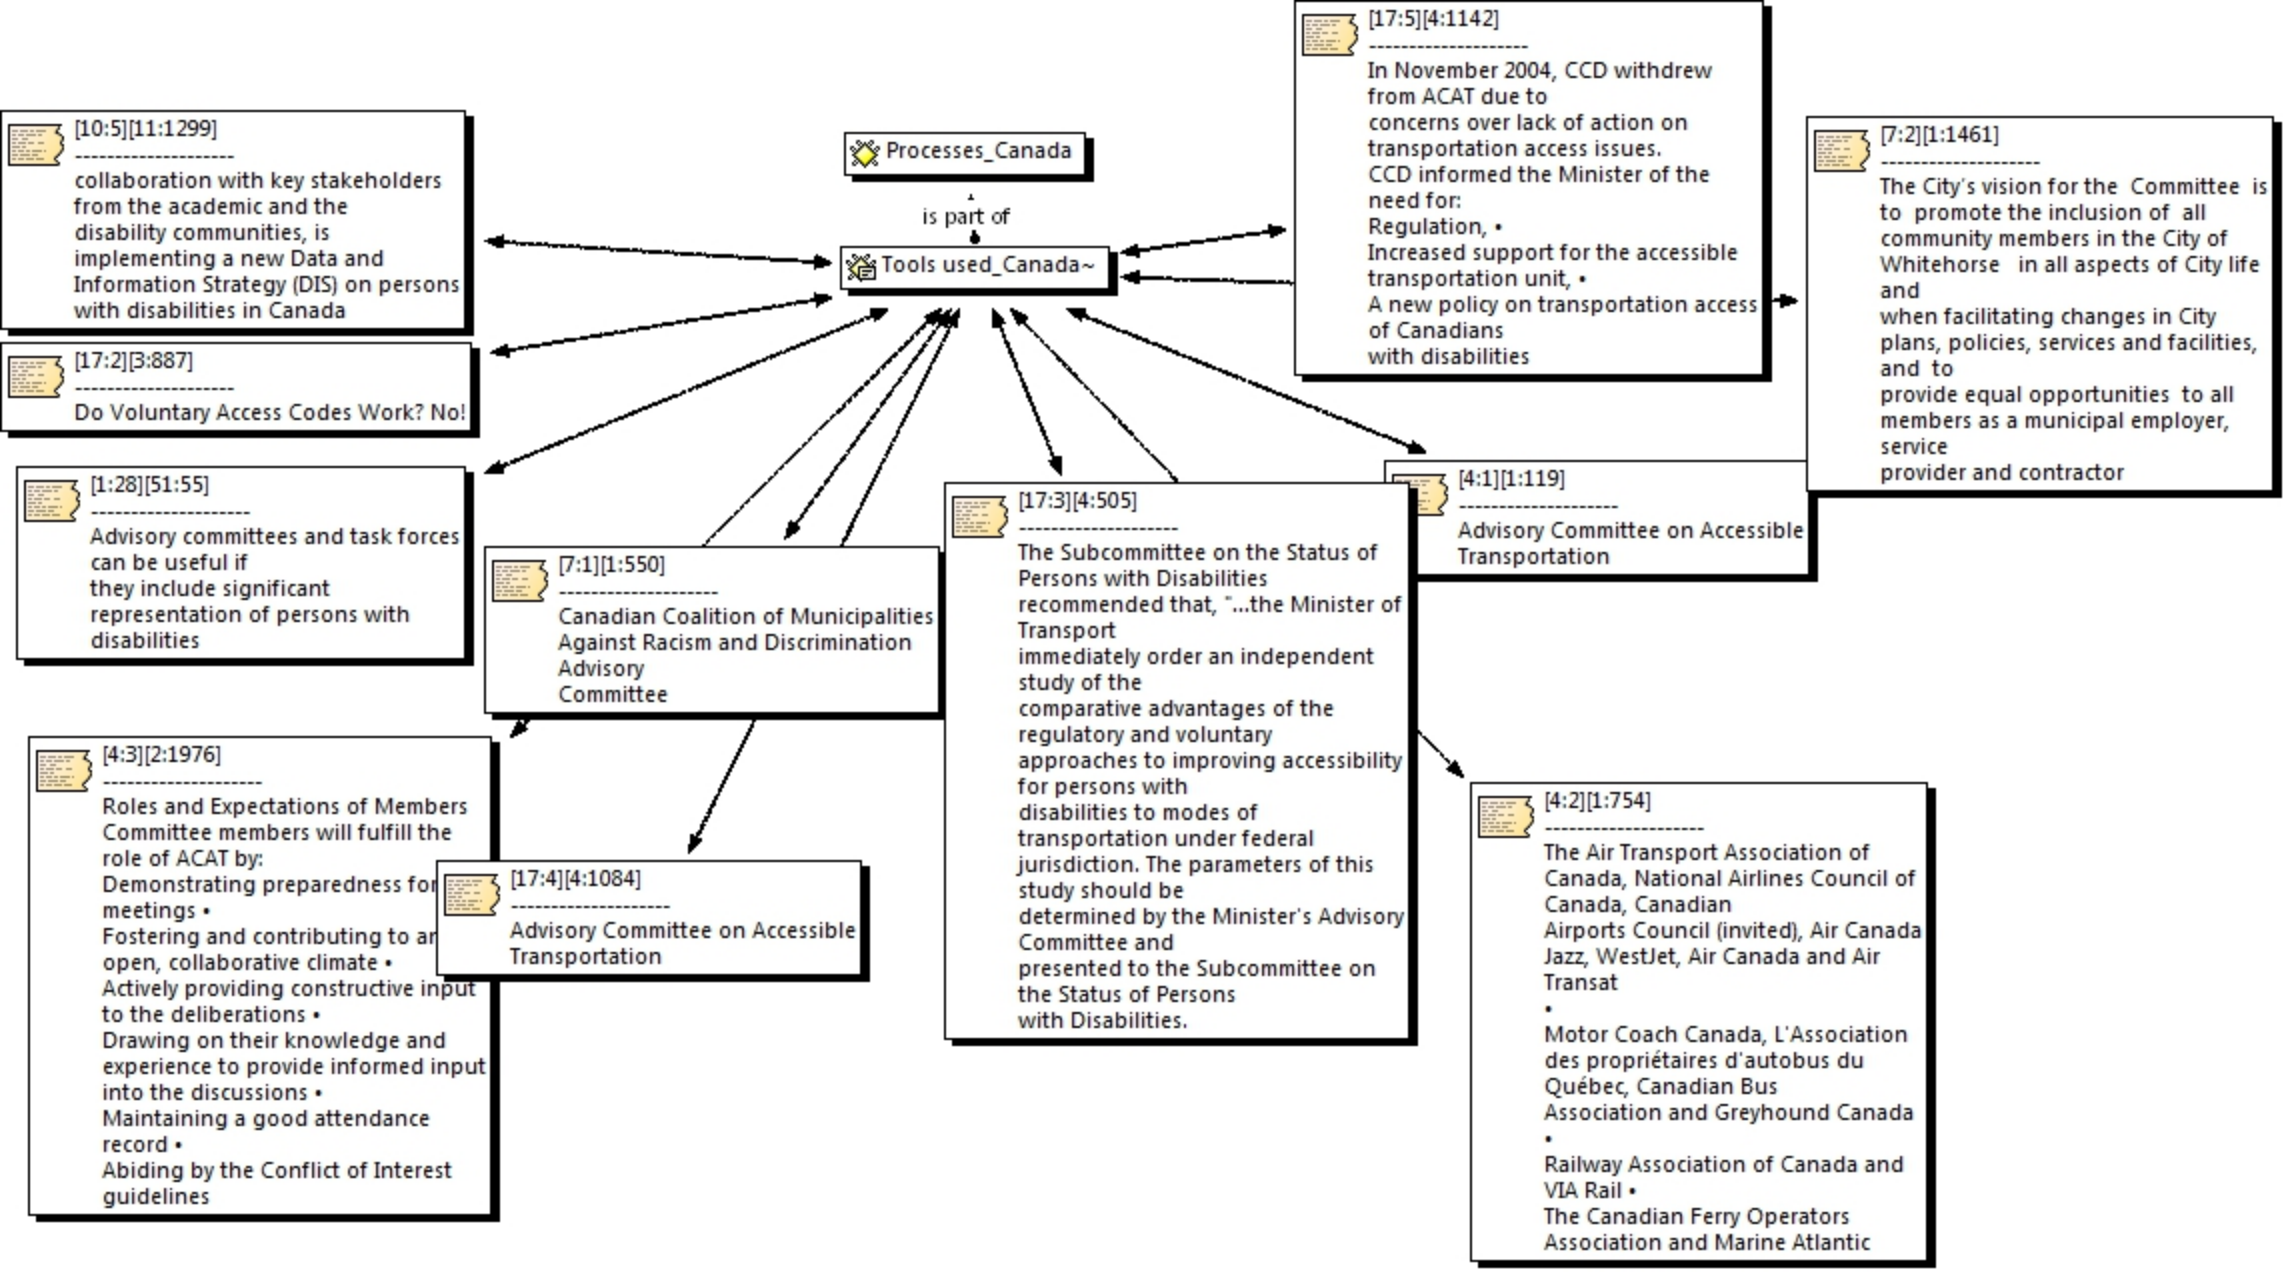 [17:5][4:1142]
--------------------
In November 2004, CCD withdrew
from ACAT due to
concerns over lack of action on
transportation access issues.
CCD informed the Minister of the
need for:
Regulation, •
Increased support for the accessible
transportation unit, •
A new policy on transportation access
of Canadians
with disabilities
[10:5][11:1299]
--------------------
collaboration with key stakeholders
from the academic and the
disability communities, is
implementing a new Data and
Information Strategy (DIS) on persons
with disabilities in Canada
Processes_Canada
is part of
Tools used_Canada~
[7:2][1:1461]
--------------------
The City's vision for the Committee is
to promote the inclusion of all
community members in the City of
Whitehorse in all aspects of City life
and
when facilitating changes in City
plans, policies, services and facilities,
and to
provide equal opportunities to all
members as a municipal employer,
service
provider and contractor
[17:2][3:887]
--------------------
Do Voluntary Access Codes Work? No!
[1:28][51:55]
--------------------
Advisory committees and task forces
can be useful if
they include significant
representation of persons with
disabilities
[7:1][1:550]
--------------------
Canadian Coalition of Municipalities
Against Racism and Discrimination
Advisory
Committee
[17:3][4:505]
--------------------
The Subcommittee on the Status of
Persons with Disabilities
recommended that, "...the Minister of
Transport
immediately order an independent
study of the
comparative advantages of the
regulatory and voluntary
approaches to improving accessibility
for persons with
disabilities to modes of
transportation under federal
jurisdiction. The parameters of this
study should be
determined by the Minister's Advisory
Committee and
presented to the Subcommittee on
the Status of Persons
with Disabilities.
[4:1][1:119]
--------------------
Advisory Committee on Accessible
Transportation
[4:3][2:1976]
--------------------
Roles and Expectations of Members
Committee members will fulfill the
role of ACAT by:
Demonstrating preparedness for
meetings •
Fostering and contributing to
open, collaborative climate •
Actively providing constructive input
to the deliberations •
Drawing on their knowledge and
experience to provide informed input
into the discussions •
Maintaining a good attendance
record •
Abiding by the Conflict of Interest
guidelines
[17:4][4:1084]
--------------------
Advisory Committee on Accessible
Transportation
[4:2][1:754]
--------------------
The Air Transport Association of
Canada, National Airlines Council of
Canada, Canadian
Airports Council (invited), Air Canada
Jazz, WestJet, Air Canada and Air
Transat
•
Motor Coach Canada, L'Association
des propriétaires d'autobus du
Québec, Canadian Bus
Association and Greyhound Canada
•
Railway Association of Canada and
VIA Rail •
The Canadian Ferry Operators
Association and Marine Atlantic